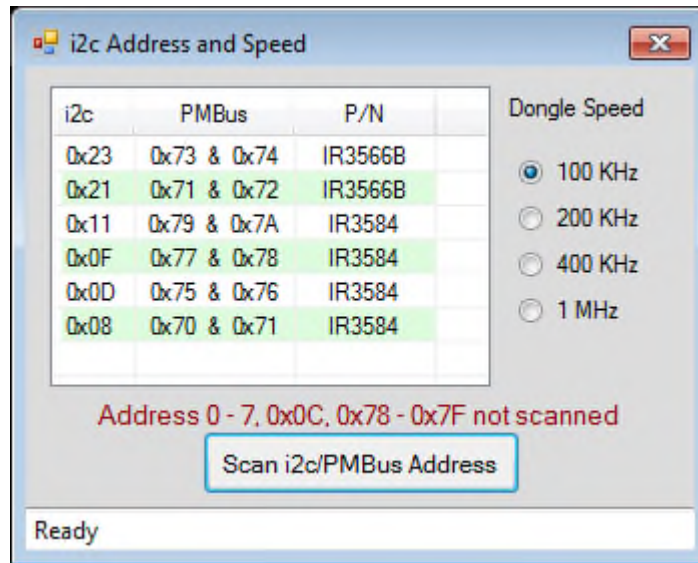 i2c Address and Speed
i2c PMBus P/N
0x23 0x73 & 0x74 IR3566B
0x21 0x71 & 0x72 IR3566B
0x11 0x79 & 0x7A IR3584
0x0F 0x77 & 0x78 IR3584
0x0D 0x75 & 0x76 IR3584
0x08 0x70 & 0x71 IR3584
Dongle Speed
100 KHz
200 KHz
400 KHz
1 MHz
Address 0 - 7, 0x0C, 0x78 - 0x7F not scanned
Scan i2c/PMBus Address
Ready